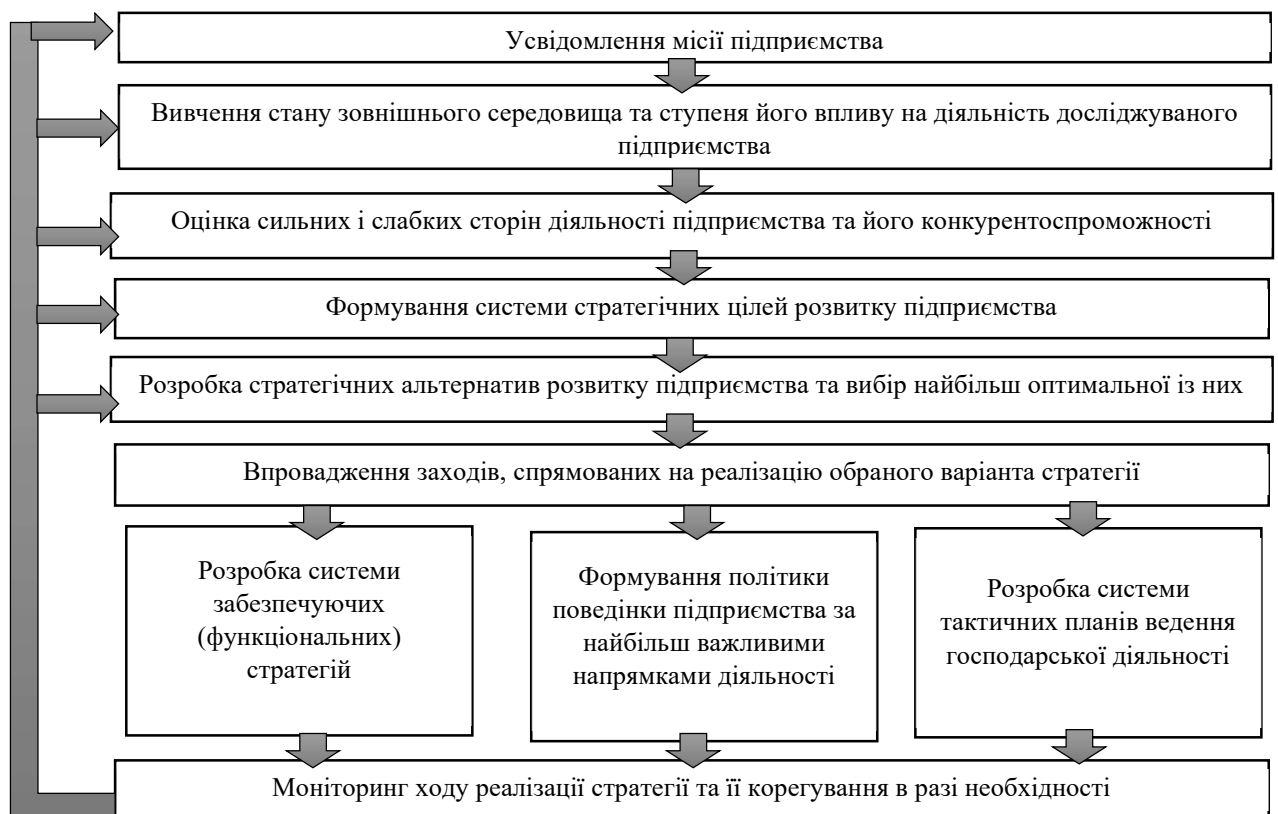 Усвідомлення місії підприємства
Вивчення стану зовнішнього середовища та ступеня його впливу на діяльність досліджуваного
підприємства
Оцінка сильних і слабких сторін діяльності підприємства та його конкурентоспроможності
Формування системи стратегічних цілей розвитку підприємства
Розробка стратегічних альтернатив розвитку підприємства та вибір найбільш оптимальної із них
Впровадження заходів, спрямованих на реалізацію обраного варіанта стратегії
Розробка системи
забезпечуючих
(функціональних)
стратегій
Формування політики
поведінки підприємства за
найбільш важливими
напрямками діяльності
Розробка системи
тактичних планів ведення
господарської діяльності
Моніторинг ходу реалізації стратегії та її корегування в разі необхідності